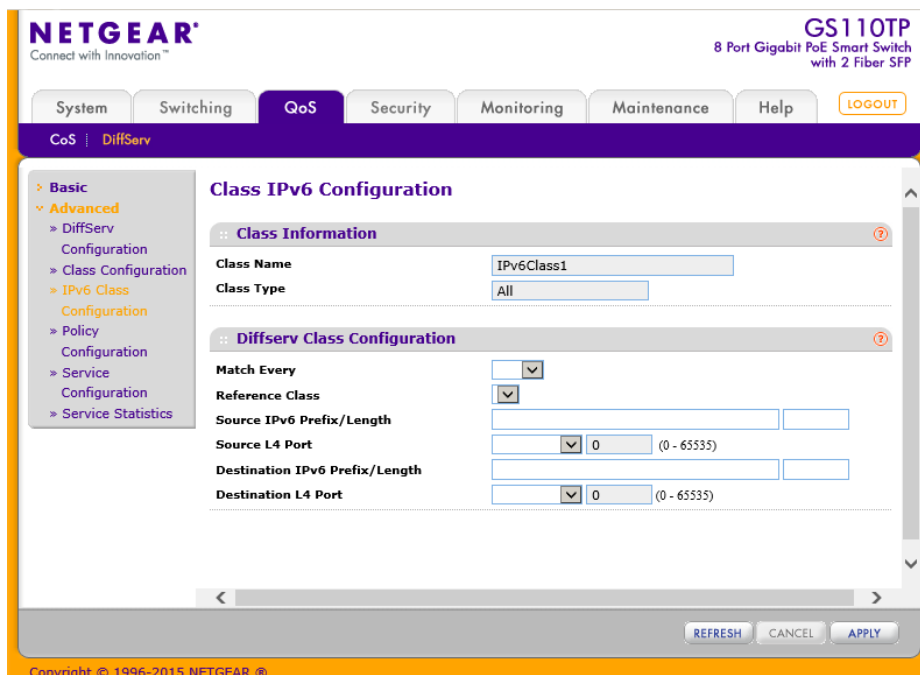 NETGEAR®
Connect with Innovation™
GS110TP
8 Port Gigabit PoE Smart Switch
with 2 Fiber SFP
System
Switching
QoS
Security
Monitoring
Maintenance
Help
LOGOUT
CoS | DiffServ
Basic
Advanced
» DiffServ
Configuration
» Class Configuration
» IPv6 Class
Configuration
» Policy
Configuration
» Service
Configuration
» Service Statistics
Class IPv6 Configuration
Class Information
?
Class Name IPv6Class1
Class Type All
Diffserv Class Configuration
?
Match Every
Reference Class
Source IPv6 Prefix/Length
Source L4 Port 0 (0 - 65535)
Destination IPv6 Prefix/Length
Destination L4 Port 0 (0 - 65535)
REFRESH
CANCEL
APPLY
Copyright © 1996-2015 NETGEAR ®